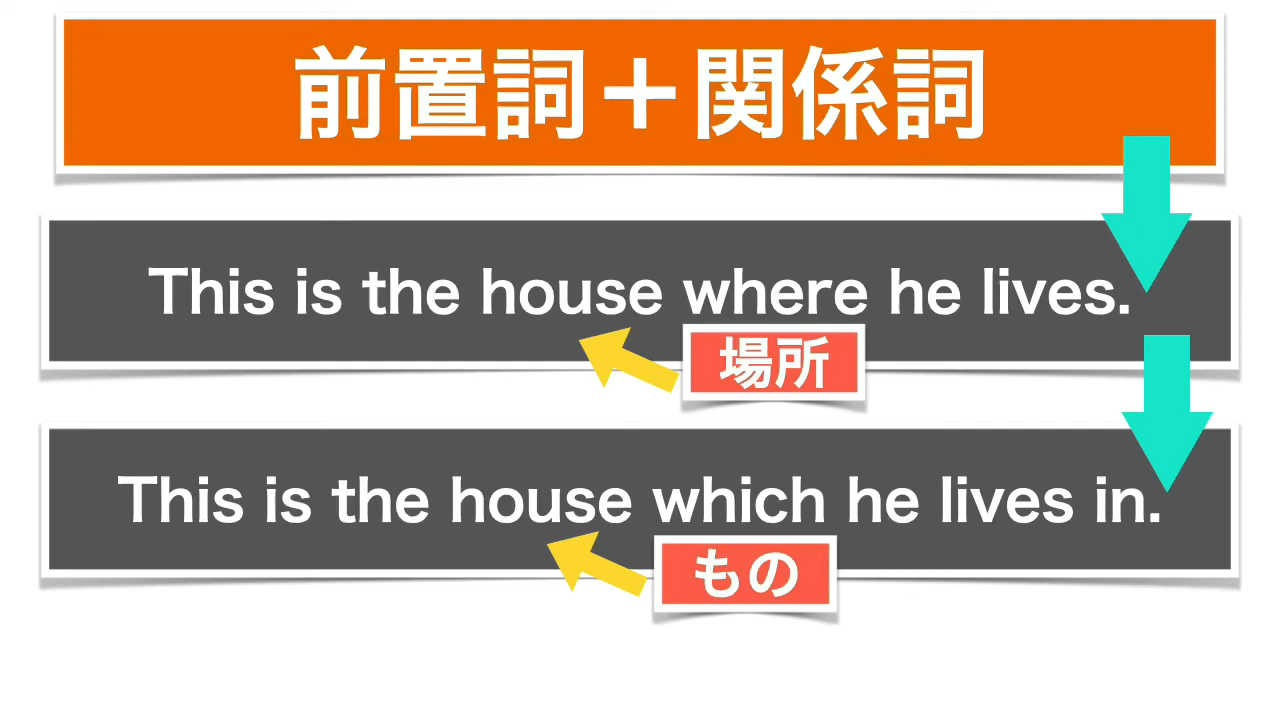 前置詞＋関係詞
This is the house where he lives.
場所
This is the house which he lives in.
もの